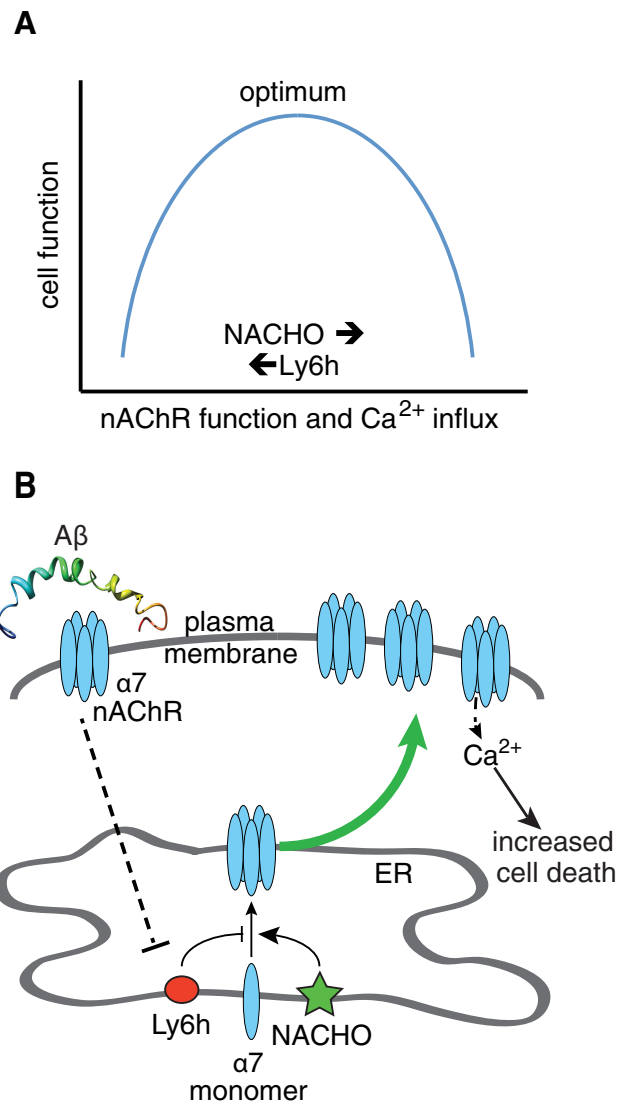 A
optimum
cell function
NACHO →
←Ly6h
nAChR function and Ca²⁺ influx
B
Aβ
plasma
membrane
α7
nAChR
Ca²⁺
increased
cell death
ER
Ly6h
NACHO
α7
monomer